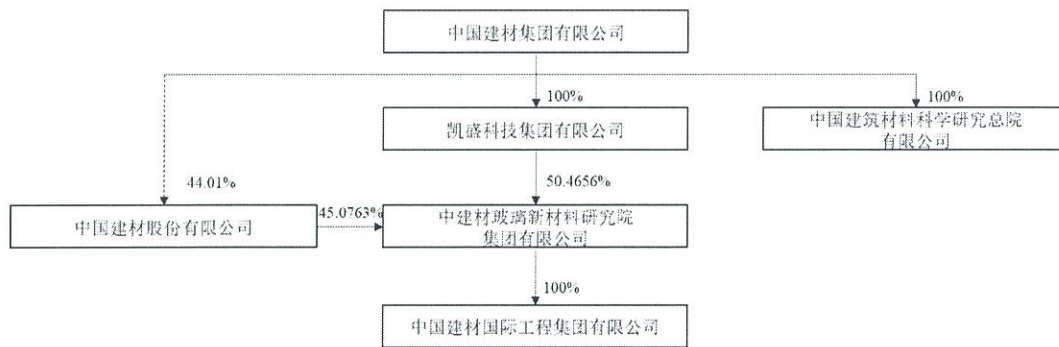 中国建材集团有限公司
100%
100%
凯盛科技集团有限公司
中国建筑材料科学研究总院
有限公司
44.01%
50.4656%
中国建材股份有限公司
45.0763%
中建材玻璃新材料研究院
集团有限公司
100%
中国建材国际工程集团有限公司